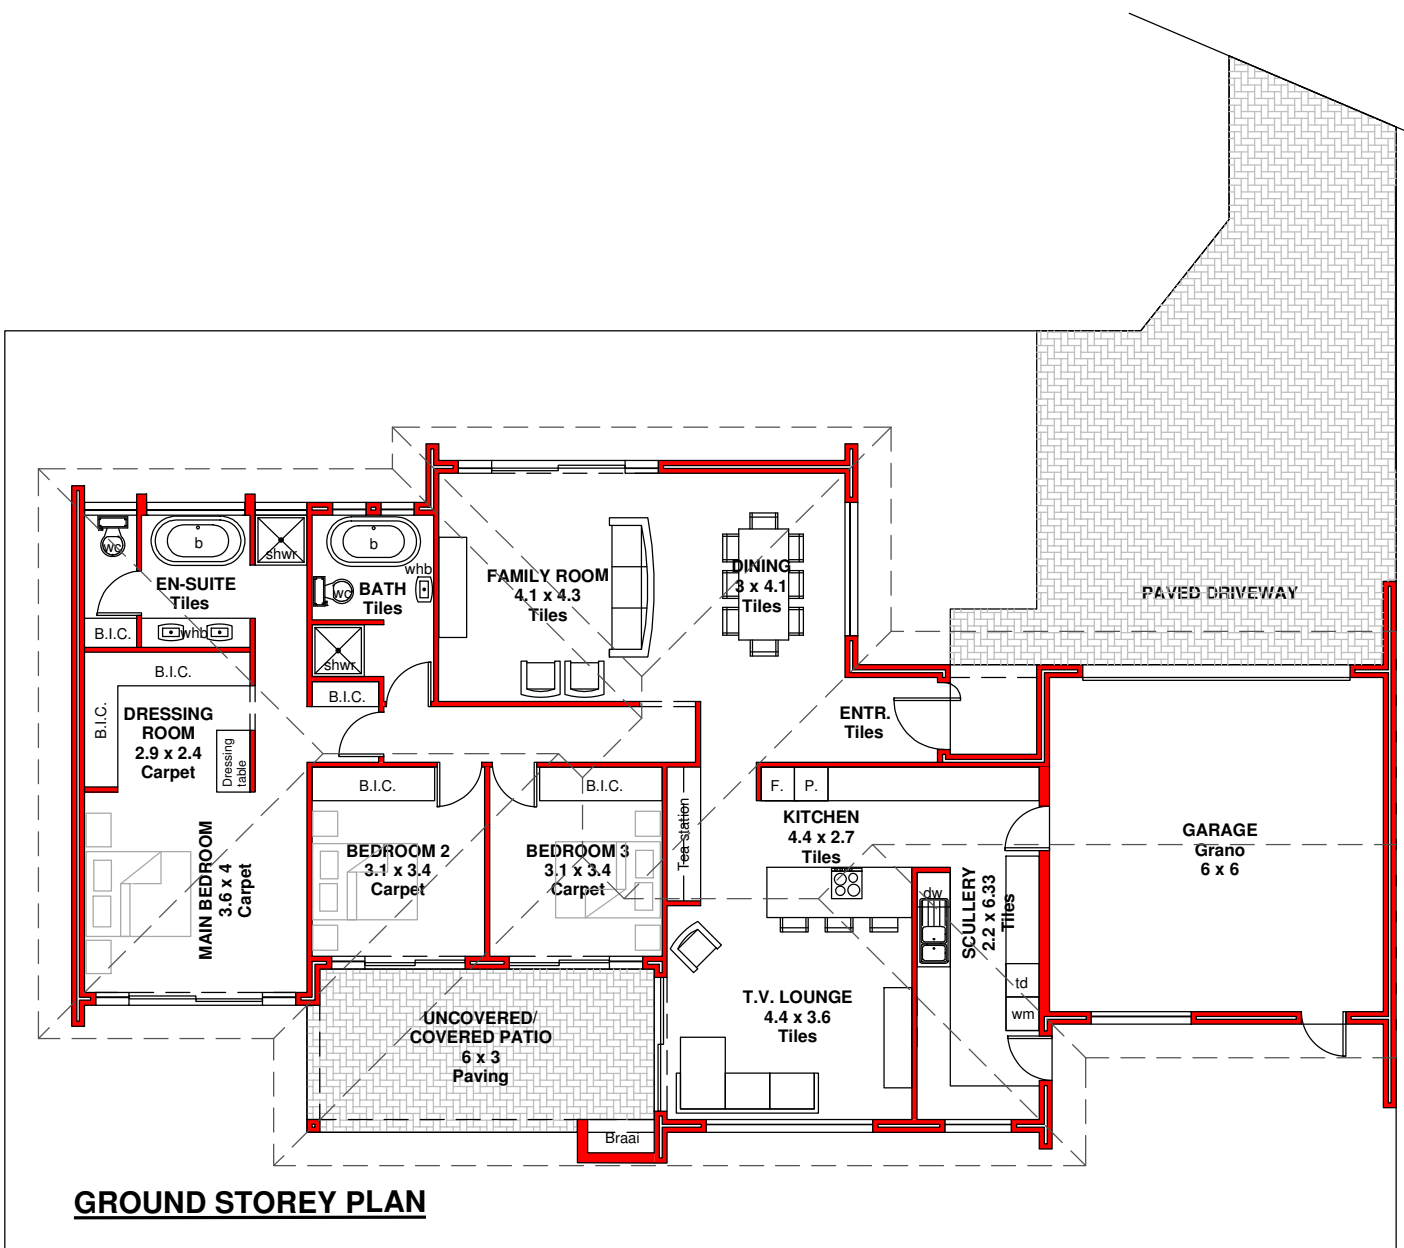 PAVED DRIVEWAY
wc
b
shwr
EN-SUITE
Tiles
B.I.C.
whb
b
whb
wc
BATH
Tiles
shwr
B.I.C.
FAMILY ROOM
4.1 x 4.3
Tiles
DINING
3 x 4.1
Tiles
B.I.C.
B.I.C.
DRESSING
ROOM
2.9 x 2.4
Carpet
Dressing
table
ENTR.
Tiles
MAIN BEDROOM
3.6 x 4
Carpet
B.I.C.
BEDROOM 2
3.1 x 3.4
Carpet
B.I.C.
BEDROOM 3
3.1 x 3.4
Carpet
Tea station
F.
P.
KITCHEN
4.4 x 2.7
Tiles
dw
SCULLERY
2.2 x 6.33
Tiles
td
wm
GARAGE
Grano
6 x 6
T.V. LOUNGE
4.4 x 3.6
Tiles
UNCOVERED/
COVERED PATIO
6 x 3
Paving
Braai
GROUND STOREY PLAN